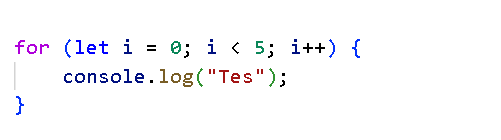 for (let i = 0; i < 5; i++) {
    console.log("Tes");
}